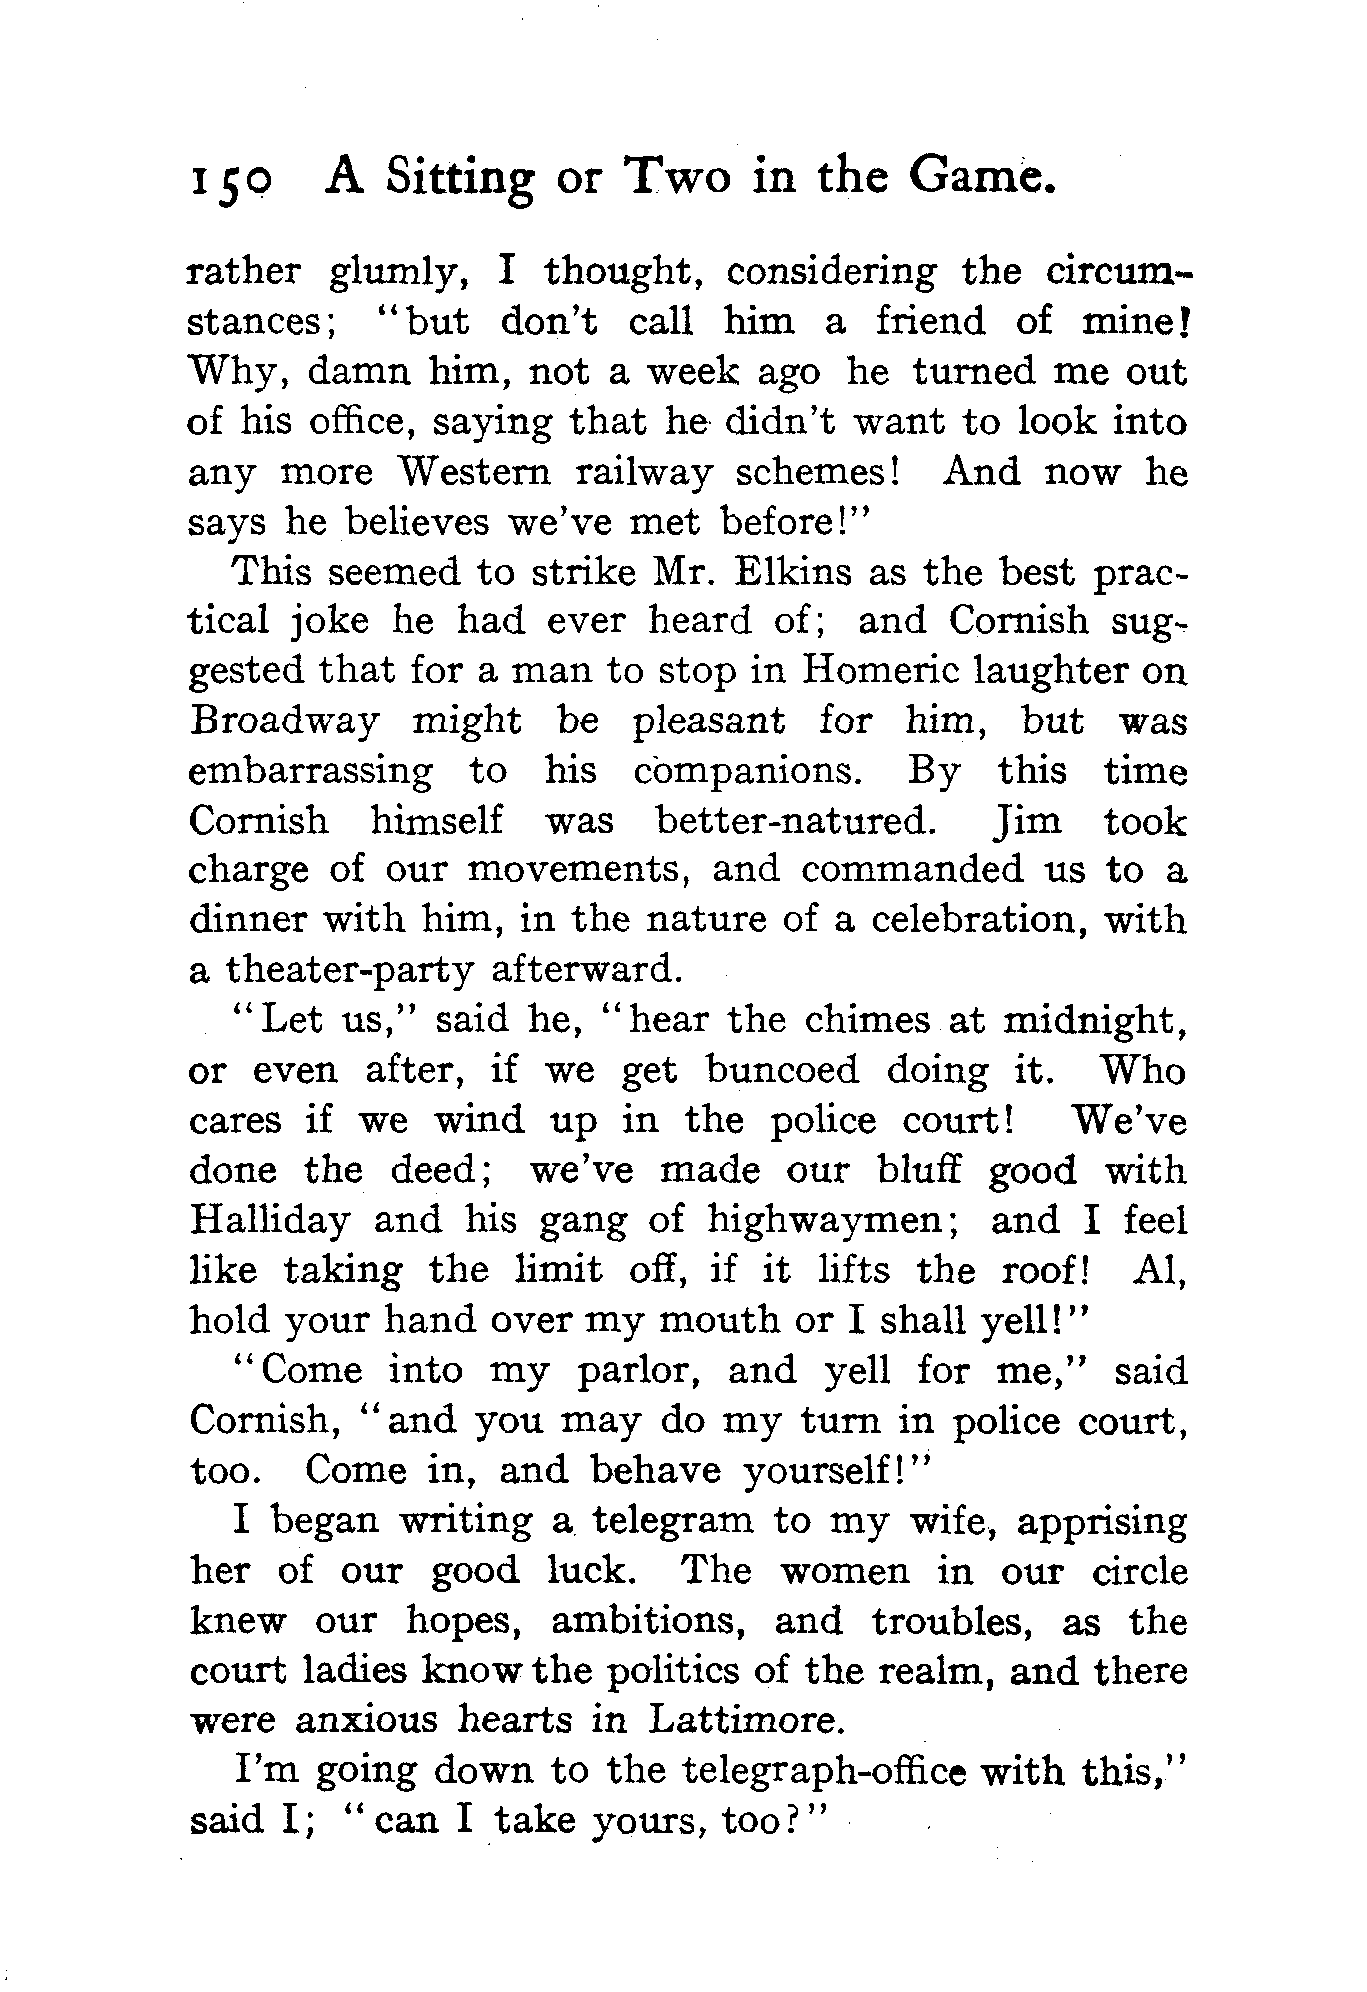 150 A Sitting or Two in the Game.
rather glumly, I thought, considering the circum-
stances; "but don't call him a friend of mine!
Why, damn him, not a week ago he turned me out
of his office, saying that he didn't want to look into
any more Western railway schemes! And now he
says he believes we've met before!"
This seemed to strike Mr. Elkins as the best prac-
tical joke he had ever heard of; and Cornish sug-
gested that for a man to stop in Homeric laughter on
Broadway might be pleasant for him, but was
embarrassing to his companions. By this time
Cornish himself was better-natured. Jim took
charge of our movements, and commanded us to a
dinner with him, in the nature of a celebration, with
a theater-party afterward.
"Let us," said he, "hear the chimes at midnight,
or even after, if we get buncoed doing it. Who
cares if we wind up in the police court! We've
done the deed; we've made our bluff good with
Halliday and his gang of highwaymen; and I feel
like taking the limit off, if it lifts the roof! Al,
hold your hand over my mouth or I shall yell!"
"Come into my parlor, and yell for me," said
Cornish, "and you may do my turn in police court,
too. Come in, and behave yourself!"
I began writing a telegram to my wife, apprising
her of our good luck. The women in our circle
knew our hopes, ambitions, and troubles, as the
court ladies know the politics of the realm, and there
were anxious hearts in Lattimore.
I'm going down to the telegraph-office with this,"
said I; "can I take yours, too?"